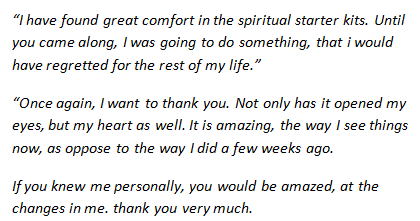 “I have found great comfort in the spiritual starter kits. Until
you came along, I was going to do something, that i would
have regretted for the rest of my life.”
“Once again, I want to thank you. Not only has it opened my
eyes, but my heart as well. It is amazing, the way I see things
now, as oppose to the way I did a few weeks ago.
If you knew me personally, you would be amazed, at the
changes in me. thank you very much.